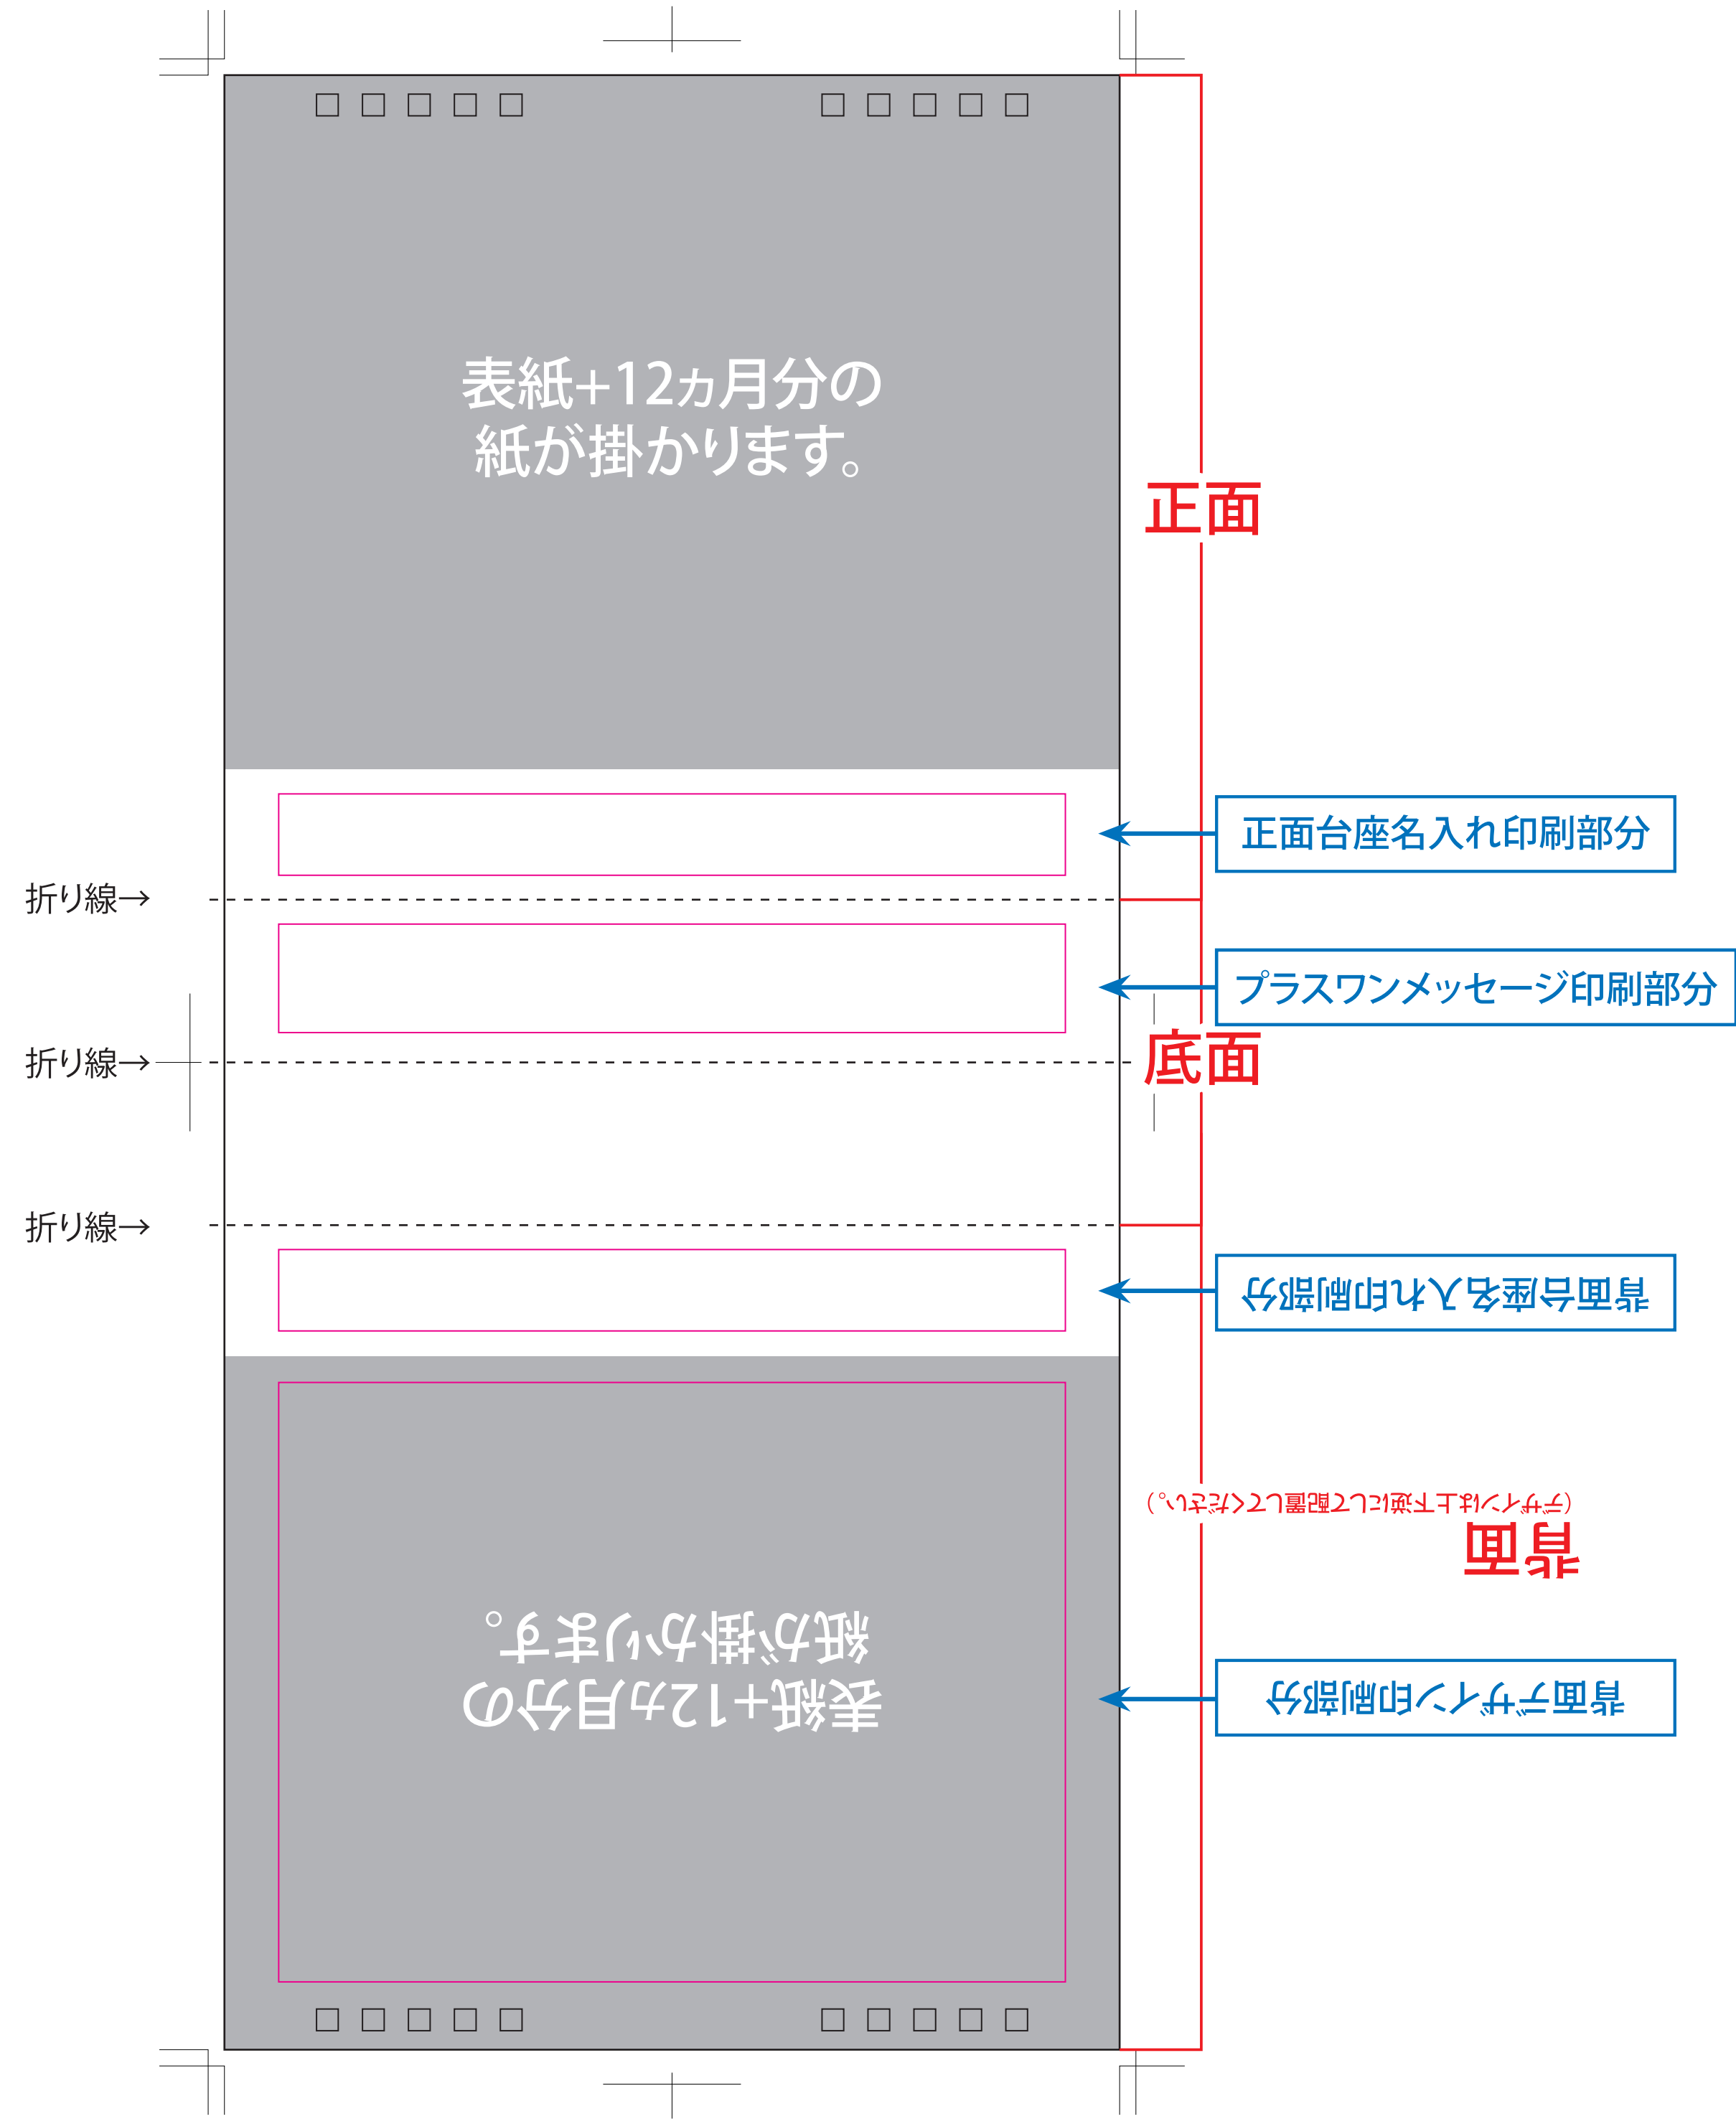 表紙+12ヵ月分の
紙が掛かります。
正面
正面台座名入れ印刷部分
折り線→
プラスワンメッセージ印刷部分
底面
折り線→
折り線→
背面台座名入れ印刷部分
背面
(デザインは上下反転して配置してください。)
表紙+12カ月分の
紙が掛かります。
背面デザイン印刷部分